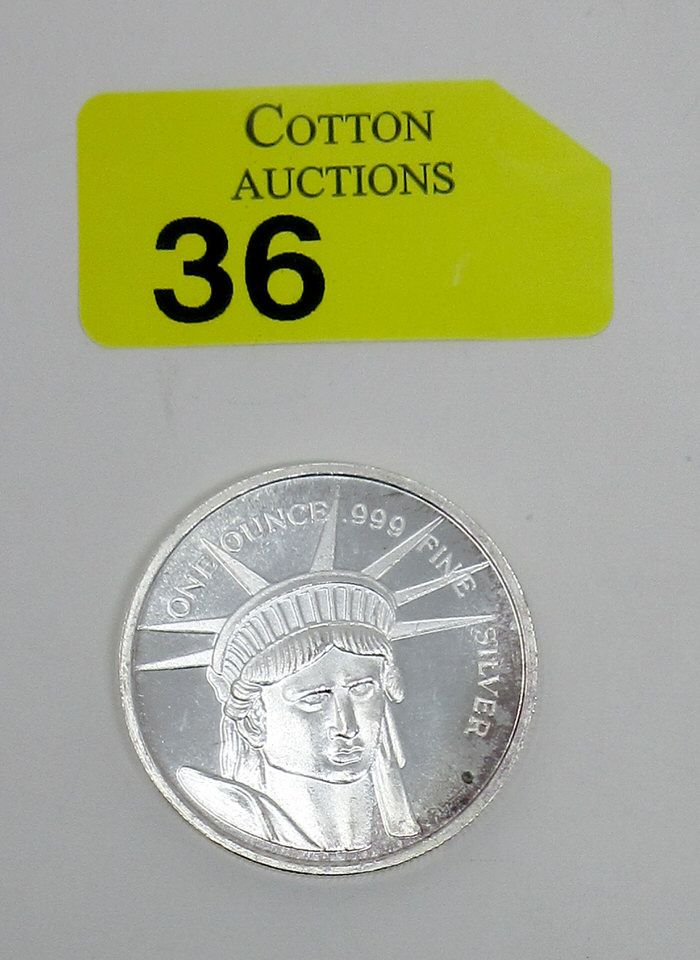 COTTON
AUCTIONS
36
ONE OUNCE .999 FINE SILVER